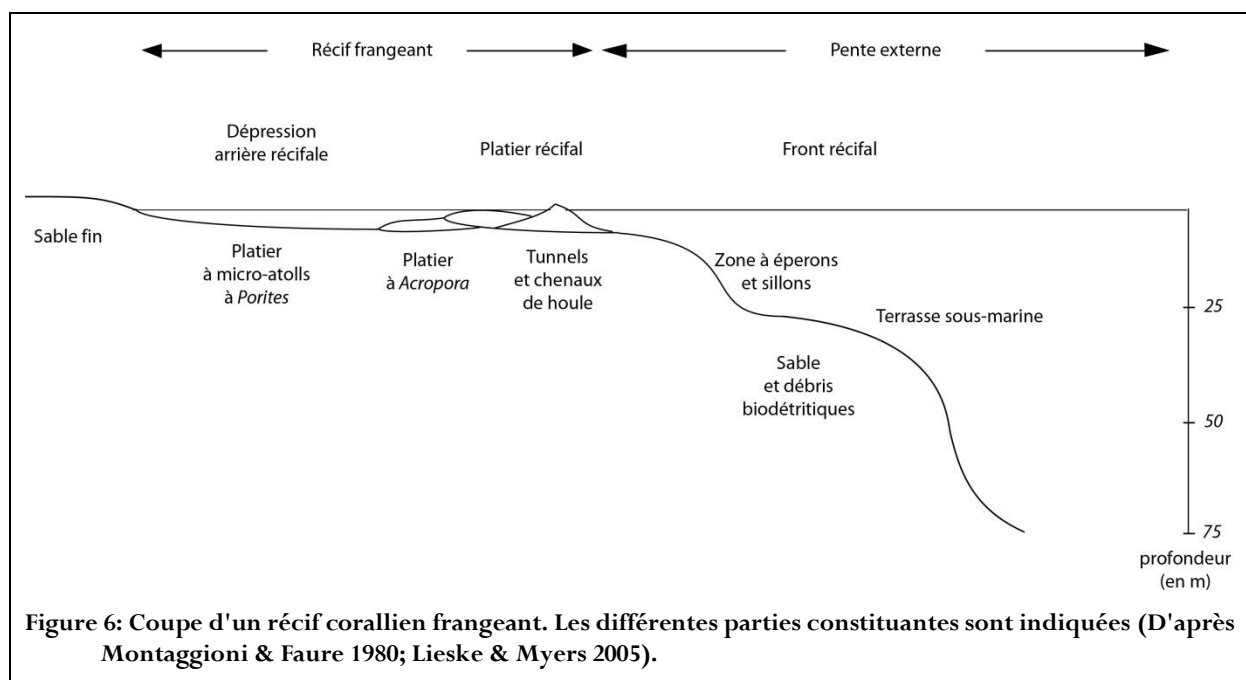 Récif frangeant
Pente externe
Dépression
arrière récifale
Platier récifal
Front récifal
Sable fin
Platier
à micro-atolls
à Porites
Platier
à Acropora
Tunnels
et chenaux
de houle
Zone à éperons
et sillons
Terrasse sous-marine
Sable
et débris
biodétritiques
25
50
75
profondeur
(en m)
Figure 6: Coupe d'un récif corallien frangeant. Les différentes parties constituantes sont indiquées (D'après
Montaggioni & Faure 1980; Lieske & Myers 2005).